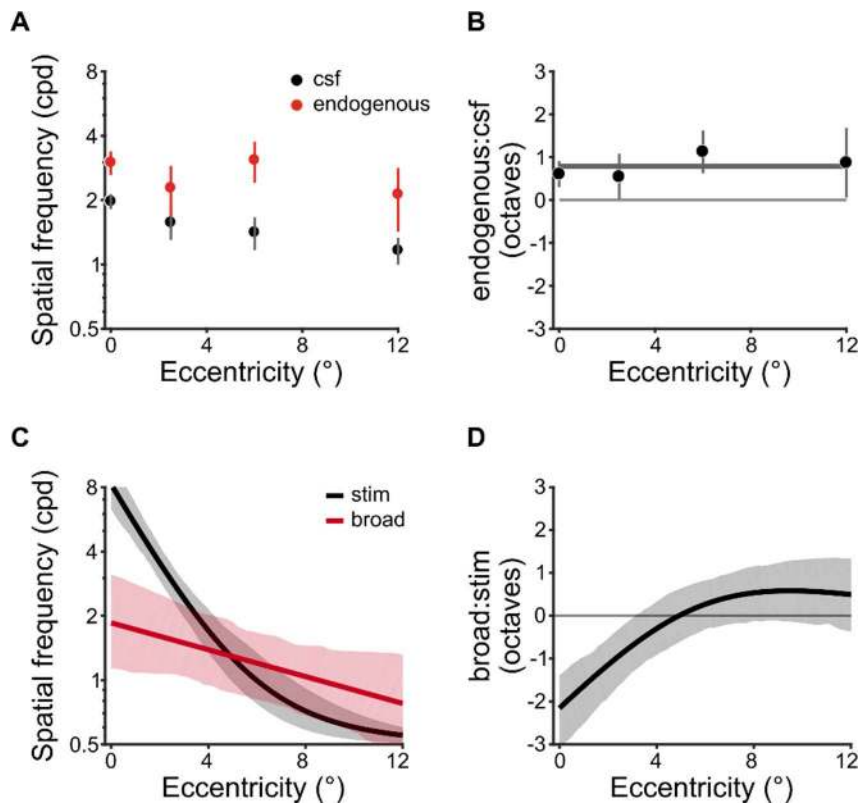 A
Spatial frequency (cpd)
8
4
2
1
0.5
0 4 8 12
Eccentricity (°)
csf
endogenous
B
endogenous:csf
(octaves)
3
2
1
0
-1
-2
-3
0 4 8 12
Eccentricity (°)
C
Spatial frequency (cpd)
8
4
2
1
0.5
0 4 8 12
Eccentricity (°)
stim
broad
D
broad:stim
(octaves)
3
2
1
0
-1
-2
-3
0 4 8 12
Eccentricity (°)